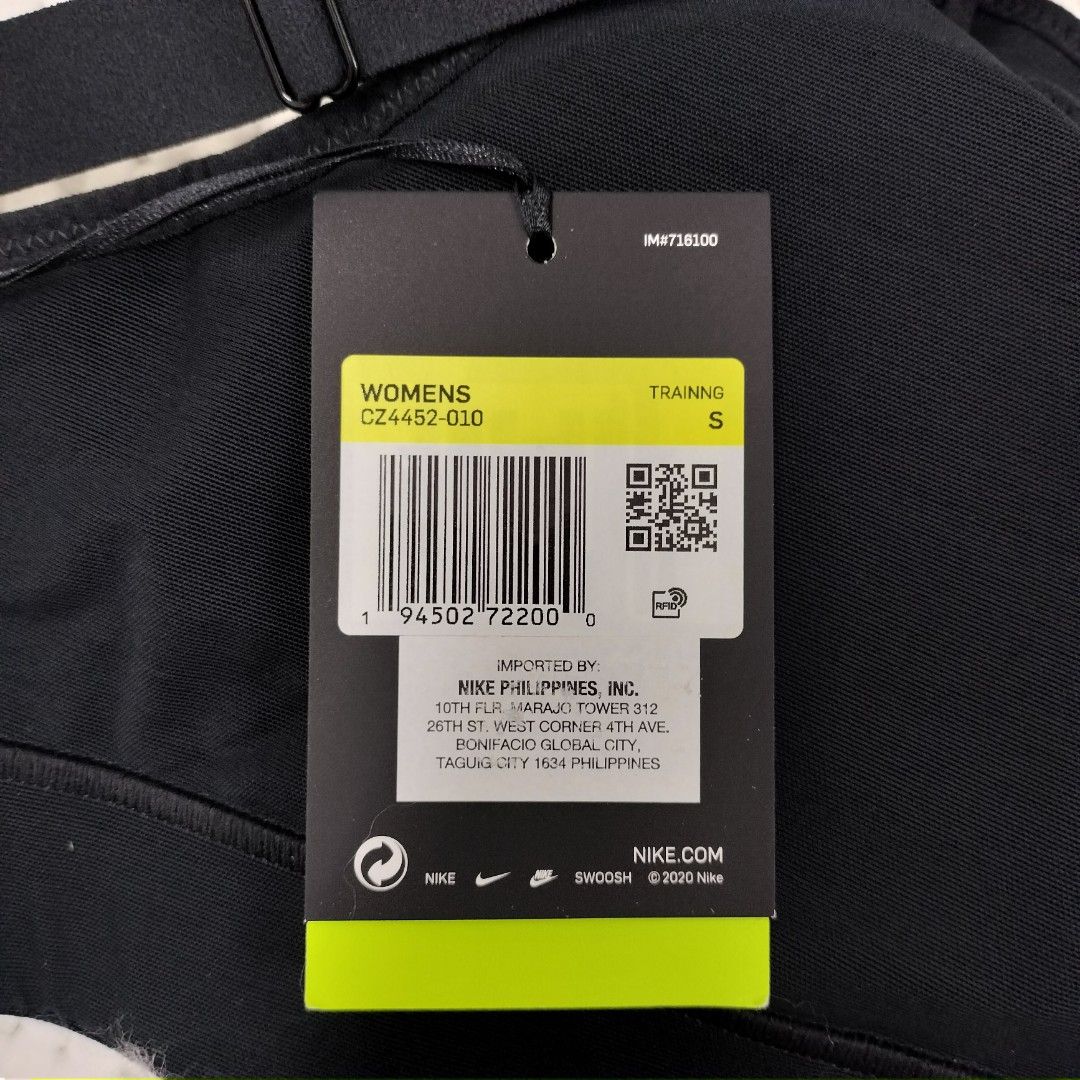 IM#716100
WOMENS
TRAINNG
CZ4452-010
S
1 94502 72200 0
RFID
IMPORTED BY:
NIKE PHILIPPINES, INC.
10TH FLR. MARAJO TOWER 312
26TH ST. WEST CORNER 4TH AVE.
BONIFACIO GLOBAL CITY,
TAGUIG CITY 1634 PHILIPPINES
NIKE.COM
NIKE NIKE SWOOSH © 2020 Nike